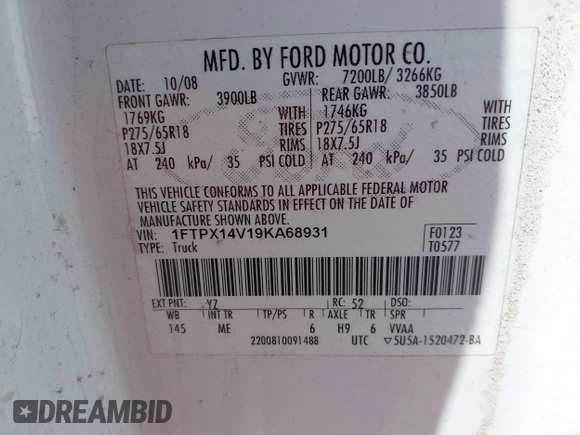 MFD. BY FORD MOTOR CO.
DATE: 10/08 GVWR: 7200LB/ 3266KG
FRONT GAWR: 3900LB REAR GAWR: 3850LB
1769KG WITH 1746KG WITH
P275/65R18 TIRES P275/65R18 TIRES
18X7.5J RIMS 18X7.5J RIMS
AT 240 kPa/ 35 PSI COLD AT 240 kPa/ 35 PSI COLD
THIS VEHICLE CONFORMS TO ALL APPLICABLE FEDERAL MOTOR
VEHICLE SAFETY STANDARDS IN EFFECT ON THE DATE OF
MANUFACTURE SHOWN ABOVE.
VIN: 1FTPX14V19KA68931 F0123
TYPE: Truck T0577
EXT PNT: YZ RC: 52 DSO:
WB INT TR TP/PS R AXLE TR SPR
145 ME 6 H9 6 VVAA
2200810091488 UTC ▽5U5A-1520472-BA
Ford
DREAMBID